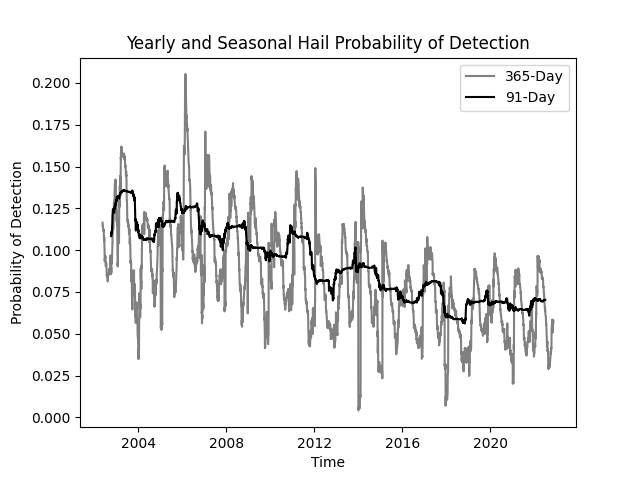 Yearly and Seasonal Hail Probability of Detection
365-Day
91-Day
Probability of Detection
0.200
0.175
0.150
0.125
0.100
0.075
0.050
0.025
0.000
2004 2008 2012 2016 2020
Time